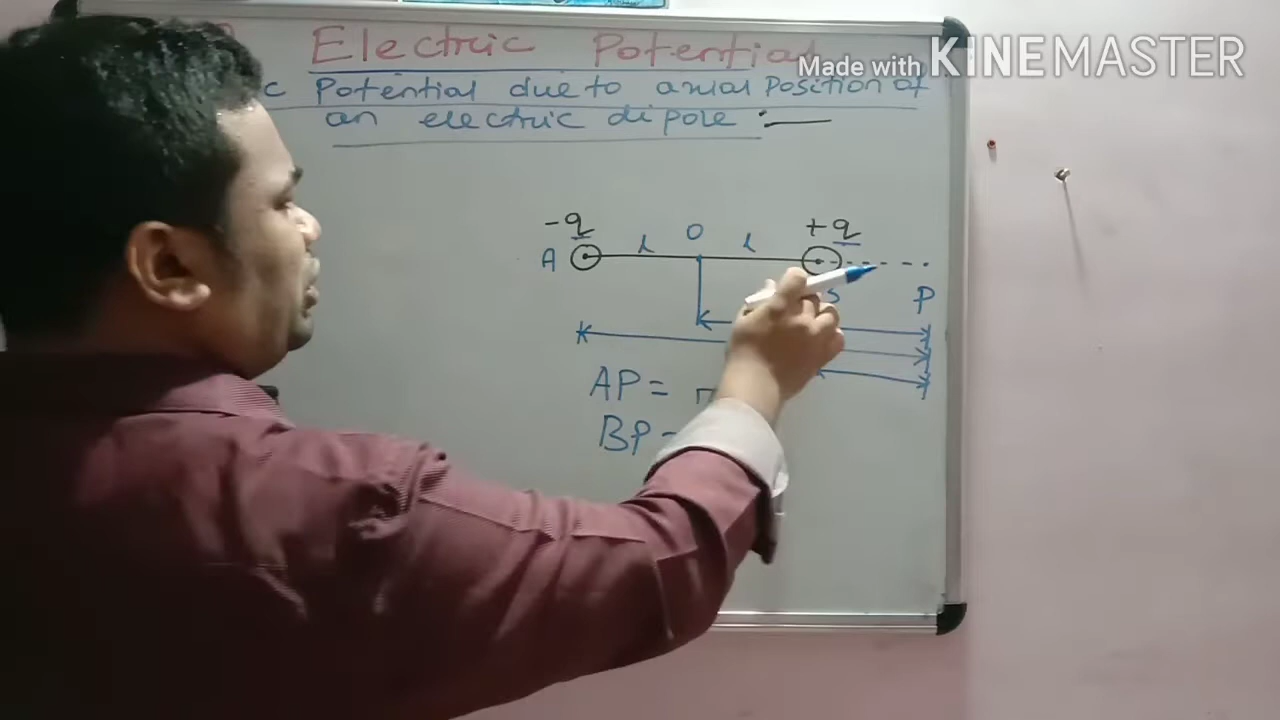 Electric Potential
Made with KINEMASTER
c Potential due to axial Position of
an electric dipole :—
-q +q
A l O l
P
AP =
BP =